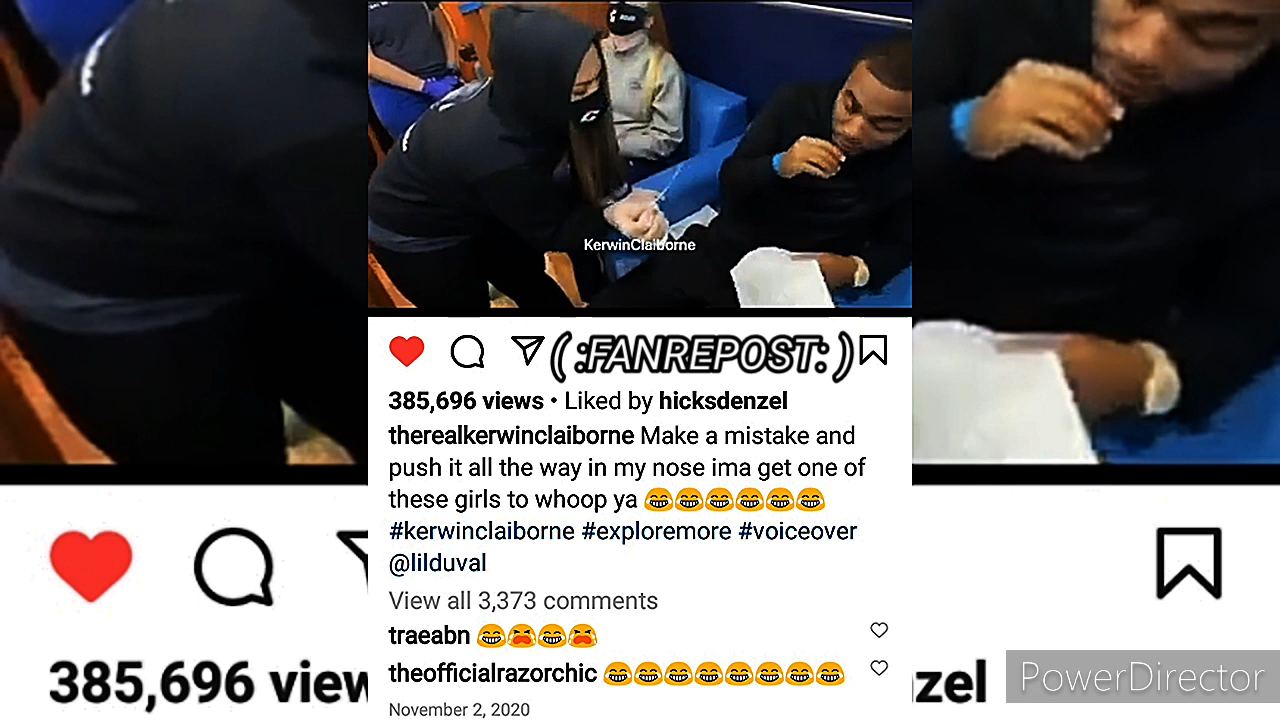 KerwinClaiborne
( :FANREPOST: )
385,696 views • Liked by hicksdenzel
therealkerwinclaiborne Make a mistake and
push it all the way in my nose ima get one of
these girls to whoop ya 😂😂😂😂😂😂
#kerwinclaiborne #exploremore #voiceover
@lilduval
View all 3,373 comments
traeabn 😂😭😂😭
theofficialrazorchic 😂😂😂😂😂😂😂😂
November 2, 2020
385,696 view
zel
PowerDirector